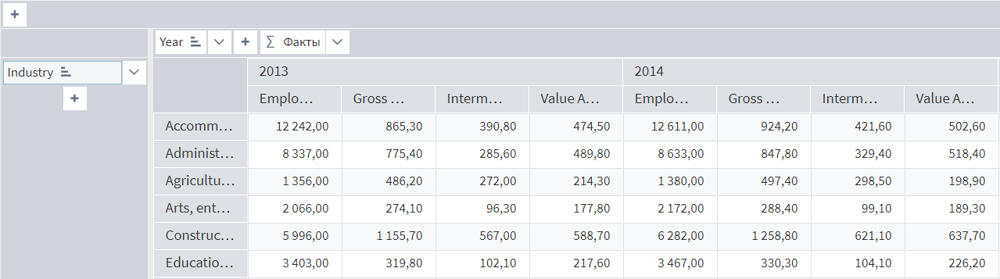 Year Σ Факты
Industry
2013 2014
Emplo... Gross ... Interm... Value A... Emplo... Gross ... Interm... Value A...
Accomm... 12 242,00 865,30 390,80 474,50 12 611,00 924,20 421,60 502,60
Administ... 8 337,00 775,40 285,60 489,80 8 633,00 847,80 329,40 518,40
Agricultu... 1 356,00 486,20 272,00 214,30 1 380,00 497,40 298,50 198,90
Arts, ent... 2 066,00 274,10 96,30 177,80 2 172,00 288,40 99,10 189,30
Construc... 5 996,00 1 155,70 567,00 588,70 6 282,00 1 258,80 621,10 637,70
Educatio... 3 403,00 319,80 102,10 217,60 3 467,00 330,30 104,10 226,20